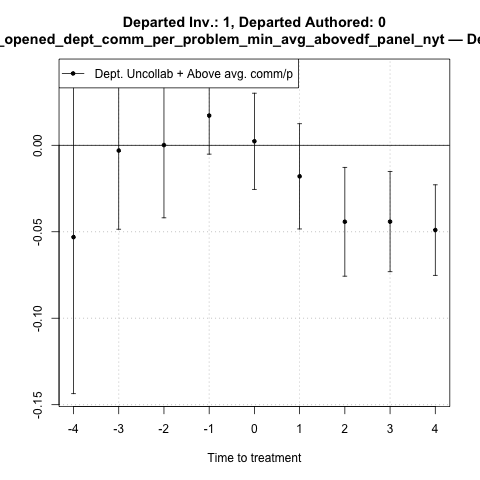 Departed Inv.: 1, Departed Authored: 0
_opened_dept_comm_per_problem_min_avg_abovedf_panel_nyt — De
Dept. Uncollab + Above avg. comm/p
0.00
-0.05
-0.10
-0.15
-4 -3 -2 -1 0 1 2 3 4
Time to treatment